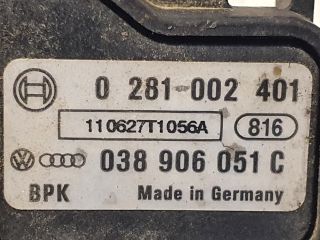 0 281-002 401
110627T1056A 816
038 906 051 C
BPK Made in Germany